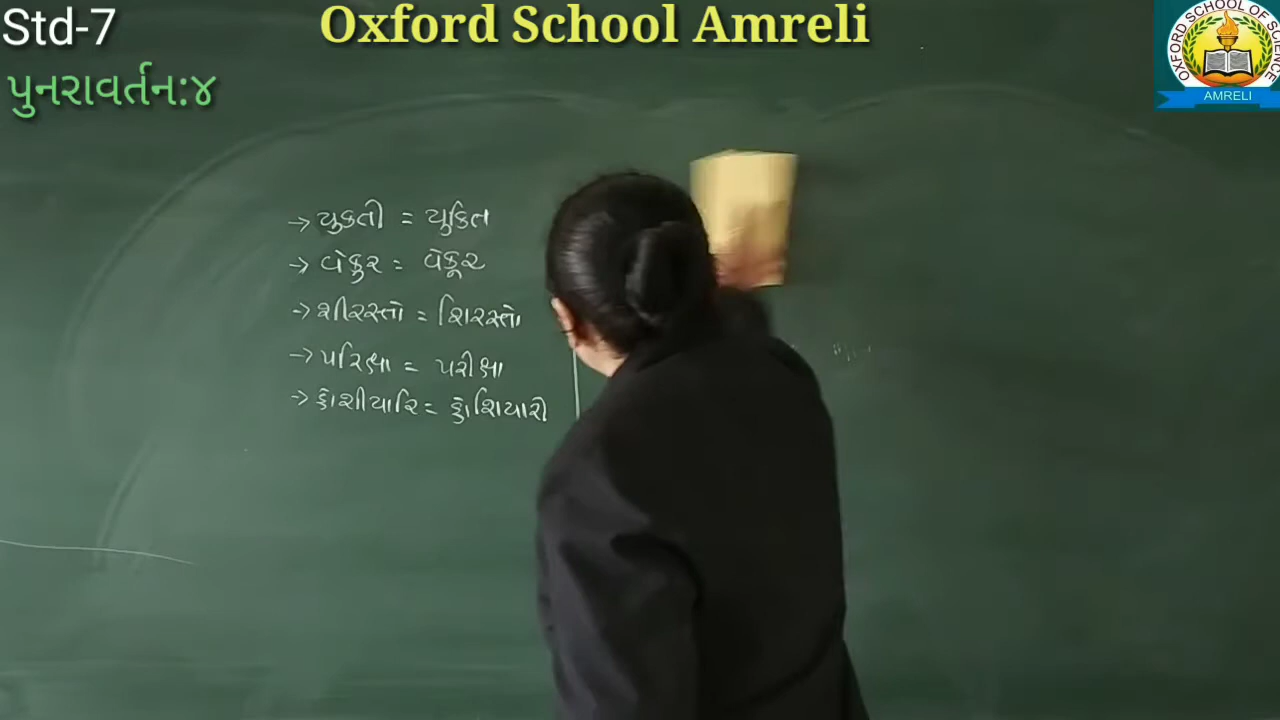 Std-7
Oxford School Amreli
OXFORD SCHOOL OF SCIENCE
AMRELI
પુનરાવર્તન:૪
→ યુકતી = યુકિત
→ વેકુર = વેકૂર
→ શીરસ્તો = શિરસ્તો
→ પરિક્ષા = પરીક્ષા
→ હોંશીયારિ = હોંશિયારી